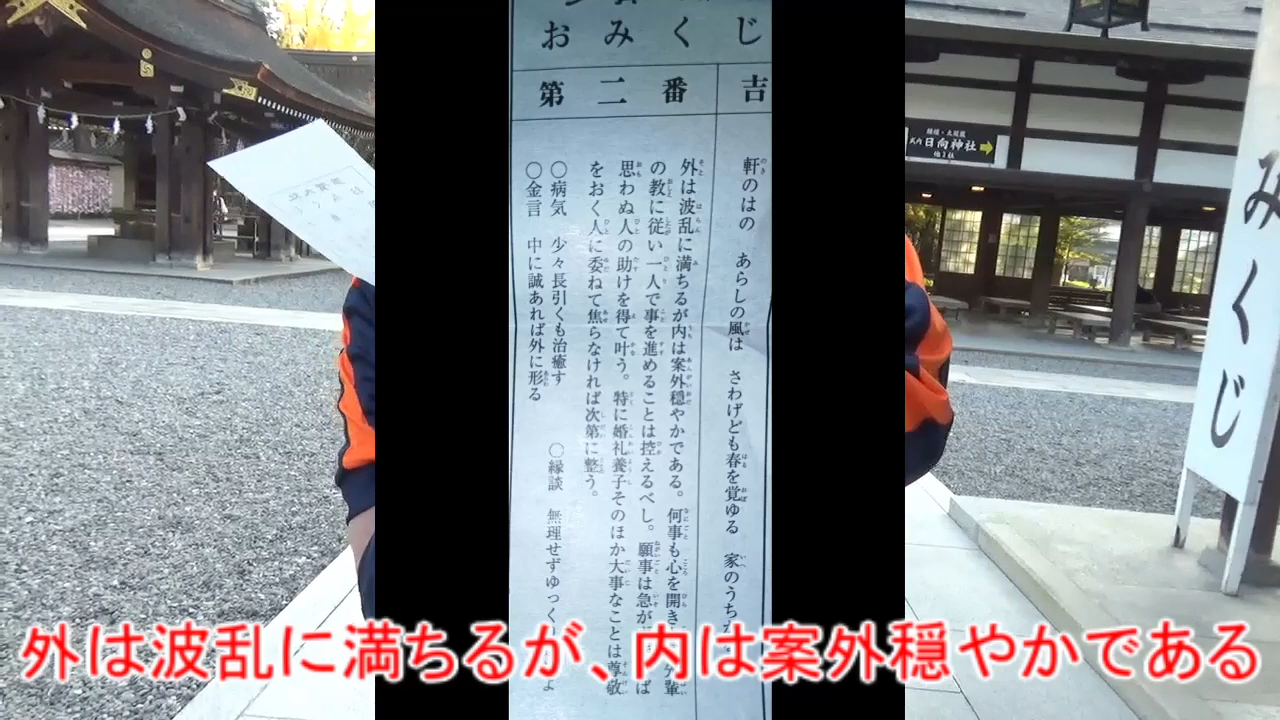 おみくじ
第二番 吉
軒のはの あらしの風は さわげども春を覚ゆる 家のうち
外は波乱に満ちるが内は案外穏やかである。何事も心を開き
の教に従い一人で事を進めることは控えるべし。願事は急が
思わぬ人の助けを得て叶う。特に婚礼養子そのほか大事なことは尊敬
をおく人に委ねて焦らなければ次第に整う。
〇病気 少々長引くも治癒す 〇縁談 無理せずゆっく
〇金言 中に誠あれば外に形る
日向神社
他1社
みくじ
外は波乱に満ちるが、内は案外穏やかである